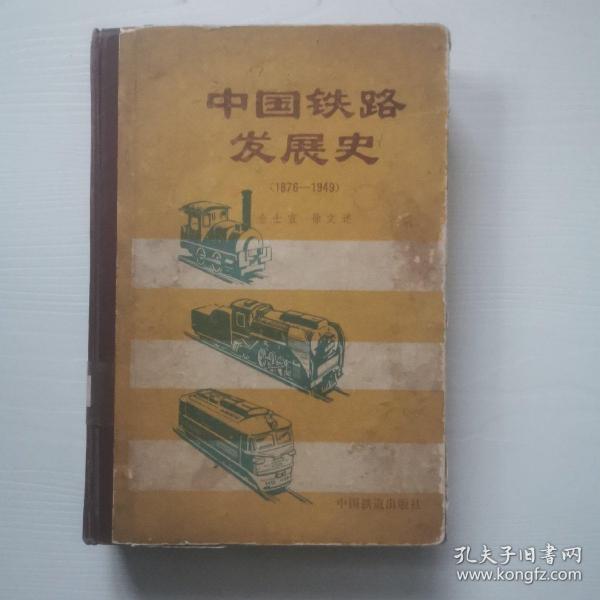 中国铁路
发展史
(1876—1949)
金士宣 徐文述
中国铁道出版社
孔夫子旧书网
www.kongfz.com